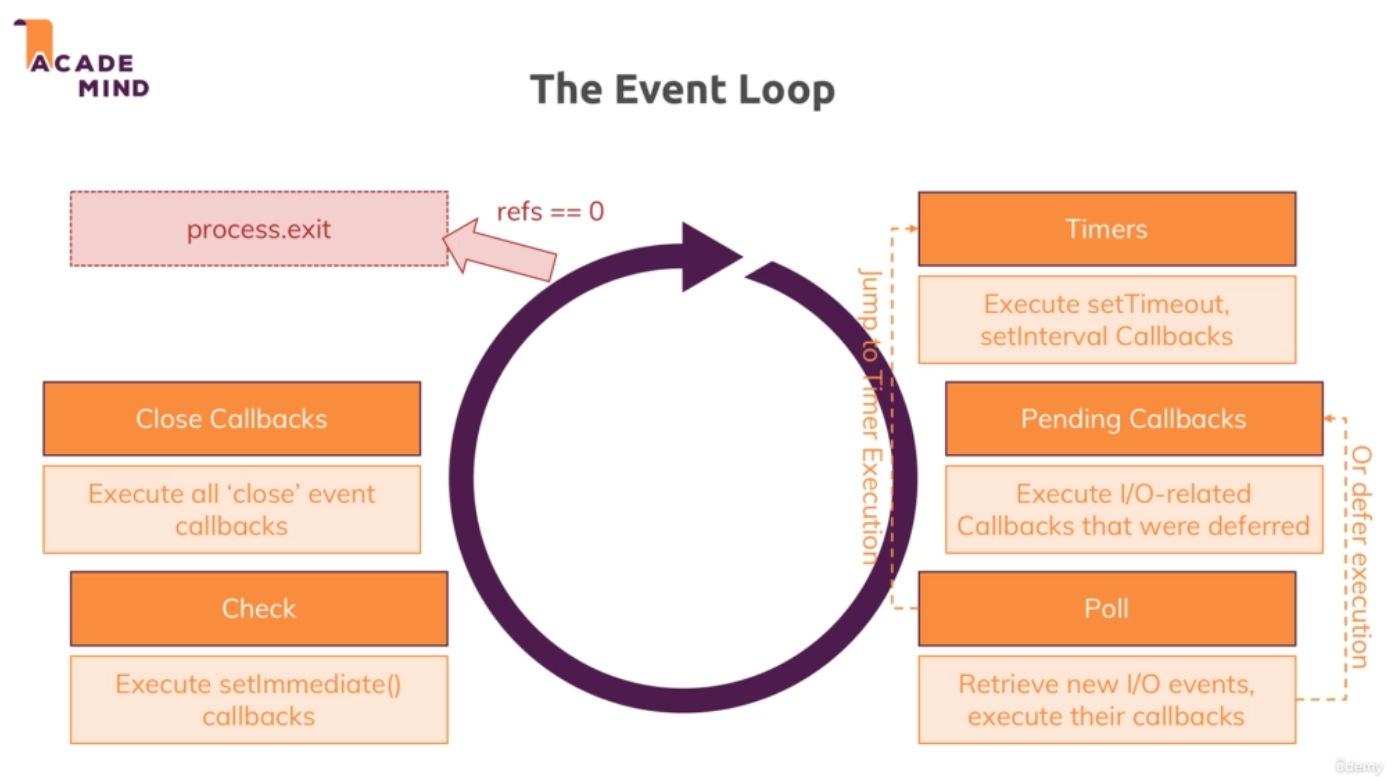 ACADE
MIND
The Event Loop
process.exit
refs == 0
Timers
Execute setTimeout,
setInterval Callbacks
Jump to Timer Execution
Close Callbacks
Execute all ‘close’ event
callbacks
Pending Callbacks
Execute I/O-related
Callbacks that were deferred
Or defer execution
Check
Execute setImmediate()
callbacks
Poll
Retrieve new I/O events,
execute their callbacks
ûdemy